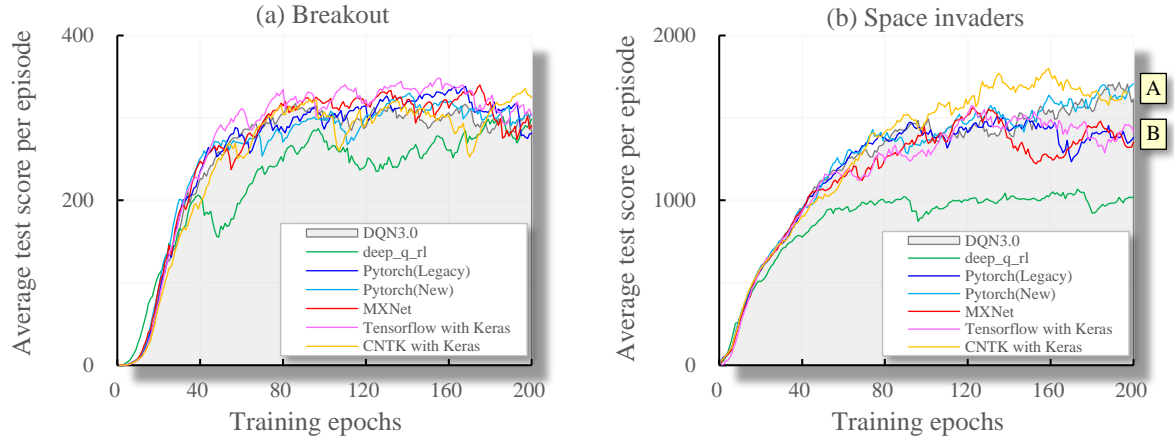 (a) Breakout
Average test score per episode
400
200
0
0
40
80
120
160
200
Training epochs
DQN3.0
deep_q_rl
Pytorch(Legacy)
Pytorch(New)
MXNet
Tensorflow with Keras
CNTK with Keras
(b) Space invaders
Average test score per episode
2000
1000
0
0
40
80
120
160
200
Training epochs
DQN3.0
deep_q_rl
Pytorch(Legacy)
Pytorch(New)
MXNet
Tensorflow with Keras
CNTK with Keras
A
B